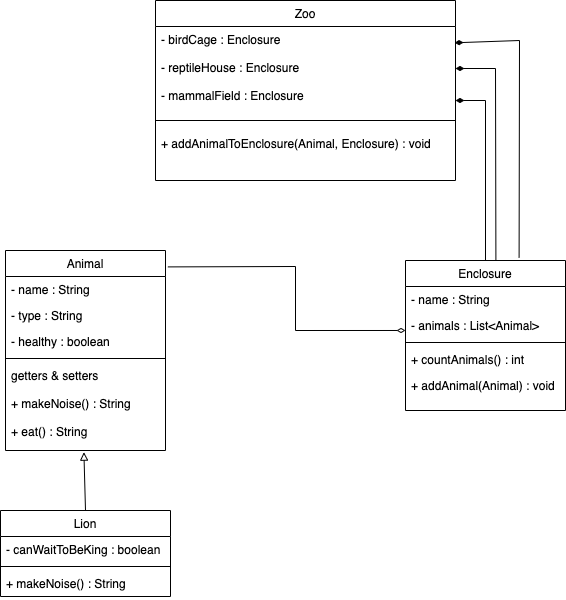 Zoo
- birdCage : Enclosure
- reptileHouse : Enclosure
- mammalField : Enclosure
+ addAnimalToEnclosure(Animal, Enclosure) : void
Animal
- name : String
- type : String
- healthy : boolean
getters & setters
+ makeNoise() : String
+ eat() : String
Enclosure
- name : String
- animals : List<Animal>
+ countAnimals() : int
+ addAnimal(Animal) : void
Lion
- canWaitToBeKing : boolean
+ makeNoise() : String